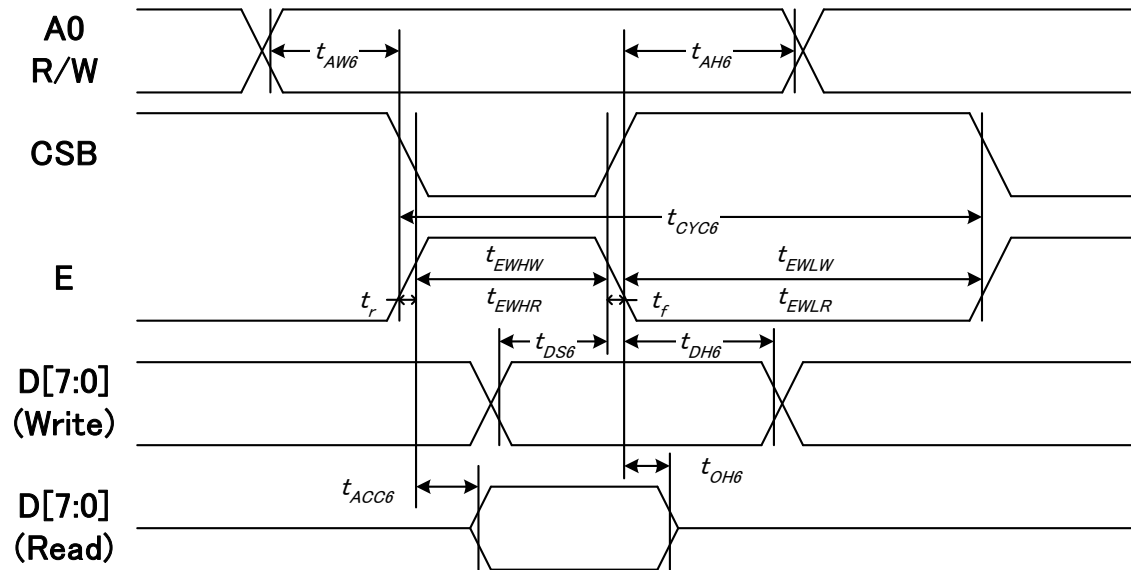 A0
R/W
t_AW6
t_AH6
CSB
t_CYC6
E
t_EWHW
t_EWLW
t_r
t_EWHR
t_f
t_EWLR
t_DS6
t_DH6
D[7:0]
(Write)
t_ACC6
t_OH6
D[7:0]
(Read)